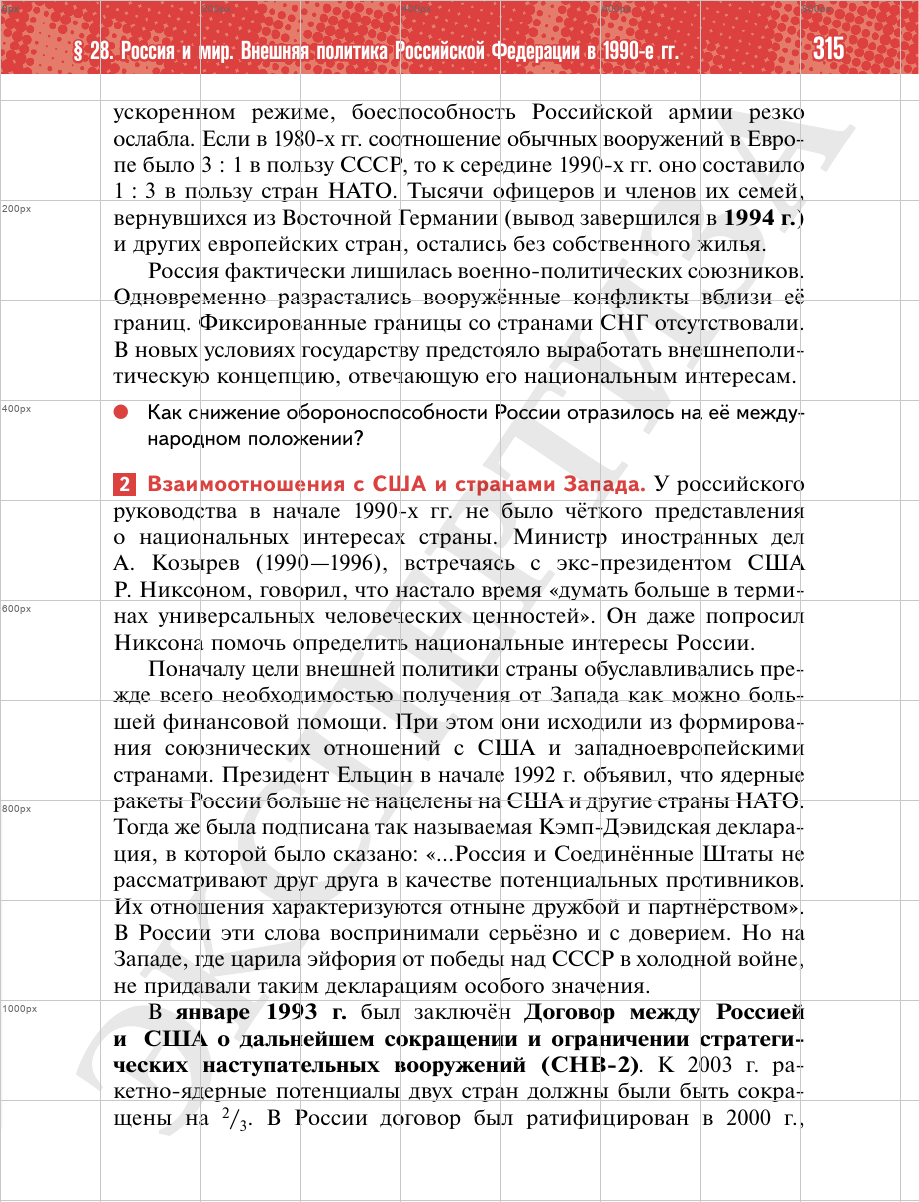 § 28. Россия и мир. Внешняя политика Российской Федерации в 1990-е гг. 315
ускоренном режиме, боеспособность Российской армии резко
ослабла. Если в 1980-х гг. соотношение обычных вооружений в Евро-
пе было 3 : 1 в пользу СССР, то к середине 1990-х гг. оно составило
1 : 3 в пользу стран НАТО. Тысячи офицеров и членов их семей,
вернувшихся из Восточной Германии (вывод завершился в 1994 г.)
и других европейских стран, остались без собственного жилья.
Россия фактически лишилась военно-политических союзников.
Одновременно разрастались вооружённые конфликты вблизи её
границ. Фиксированные границы со странами СНГ отсутствовали.
В новых условиях государству предстояло выработать внешнеполи-
тическую концепцию, отвечающую его национальным интересам.
Как снижение обороноспособности России отразилось на её между-
народном положении?
2 Взаимоотношения с США и странами Запада. У российского
руководства в начале 1990-х гг. не было чёткого представления
о национальных интересах страны. Министр иностранных дел
А. Козырев (1990—1996), встречаясь с экс-президентом США
Р. Никсоном, говорил, что настало время «думать больше в терми-
нах универсальных человеческих ценностей». Он даже попросил
Никсона помочь определить национальные интересы России.
Поначалу цели внешней политики страны обуславливались пре-
жде всего необходимостью получения от Запада как можно боль-
шей финансовой помощи. При этом они исходили из формирова-
ния союзнических отношений с США и западноевропейскими
странами. Президент Ельцин в начале 1992 г. объявил, что ядерные
ракеты России больше не нацелены на США и другие страны НАТО.
Тогда же была подписана так называемая Кэмп-Дэвидская деклара-
ция, в которой было сказано: «...Россия и Соединённые Штаты не
рассматривают друг друга в качестве потенциальных противников.
Их отношения характеризуются отныне дружбой и партнёрством».
В России эти слова воспринимали серьёзно и с доверием. Но на
Западе, где царила эйфория от победы над СССР в холодной войне,
не придавали таким декларациям особого значения.
В январе 1993 г. был заключён Договор между Россией
и США о дальнейшем сокращении и ограничении стратеги-
ческих наступательных вооружений (СНВ-2). К 2003 г. ра-
кетно-ядерные потенциалы двух стран должны были быть сокра-
щены на 2/3. В России договор был ратифицирован в 2000 г.,
ЭКСПЕРТИЗА
200px
400px
600px
800px
1000px